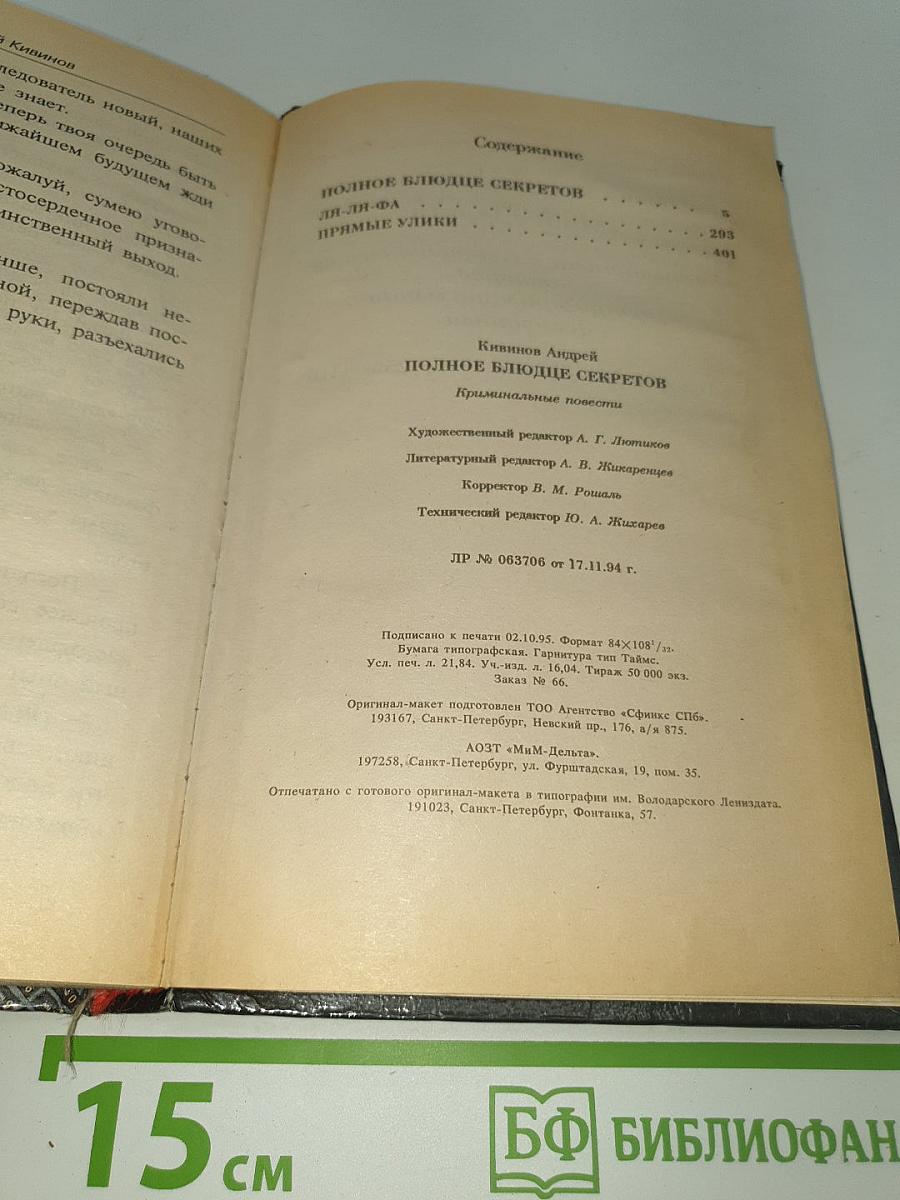 й Кивинов
ледователь новый, наших
е знает.
еперь твоя очередь быть
ижайшем будущем жди
ожалуй, сумею угово-
стосердечное призна-
инственный выход.
ньше, постояли не-
ной, переждав пос-
руки, разъехались
Содержание
ПОЛНОЕ БЛЮДЦЕ СЕКРЕТОВ . . . . . . 5
ЛЯ-ЛЯ-ФА . . . . . . . . . . . . . . . 293
ПРЯМЫЕ УЛИКИ . . . . . . . . . . . . . 401
Кивинов Андрей
ПОЛНОЕ БЛЮДЦЕ СЕКРЕТОВ
Криминальные повести
Художественный редактор А. Г. Лютиков
Литературный редактор А. В. Жикаренцев
Корректор В. М. Рошаль
Технический редактор Ю. А. Жихарев
ЛР № 063706 от 17.11.94 г.
Подписано к печати 02.10.95. Формат 84×108¹/₃₂.
Бумага типографская. Гарнитура тип Таймс.
Усл. печ. л. 21,84. Уч.-изд. л. 16,04. Тираж 50 000 экз.
Заказ № 66.
Оригинал-макет подготовлен ТОО Агентство «Сфинкс СПб».
193167, Санкт-Петербург, Невский пр., 176, а/я 875.
АОЗТ «МиМ-Дельта».
197258, Санкт-Петербург, ул. Фурштадская, 19, пом. 35.
Отпечатано с готового оригинал-макета в типографии им. Володарского Лениздата.
191023, Санкт-Петербург, Фонтанка, 57.
15 см
БФ БИБЛИОФАН